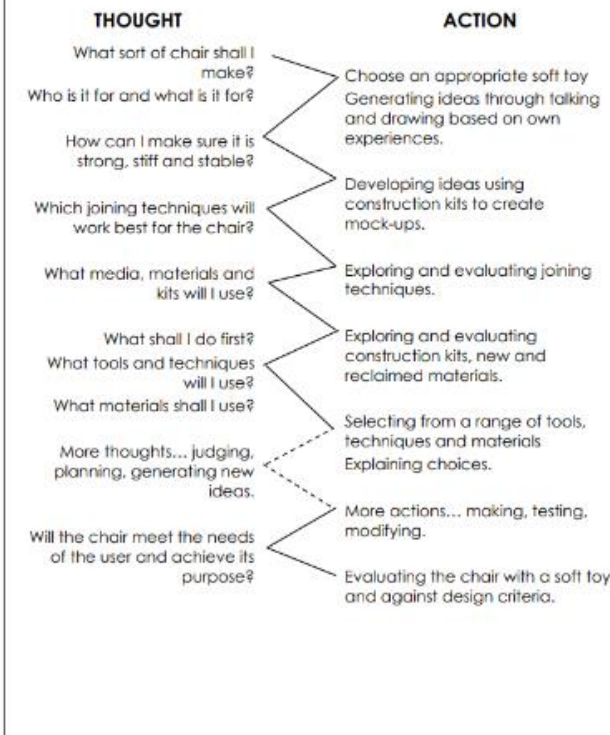 THOUGHT
ACTION
What sort of chair shall I
make?
Who is it for and what is it for?
How can I make sure it is
strong, stiff and stable?
Which joining techniques will
work best for the chair?
What media, materials and
kits will I use?
What shall I do first?
What tools and techniques
will I use?
What materials shall I use?
More thoughts... judging,
planning, generating new
ideas.
Will the chair meet the needs
of the user and achieve its
purpose?
Choose an appropriate soft toy
Generating ideas through talking
and drawing based on own
experiences.
Developing ideas using
construction kits to create
mock-ups.
Exploring and evaluating joining
techniques.
Exploring and evaluating
construction kits, new and
reclaimed materials.
Selecting from a range of tools,
techniques and materials
Explaining choices.
More actions... making, testing,
modifying.
Evaluating the chair with a soft toy
and against design criteria.